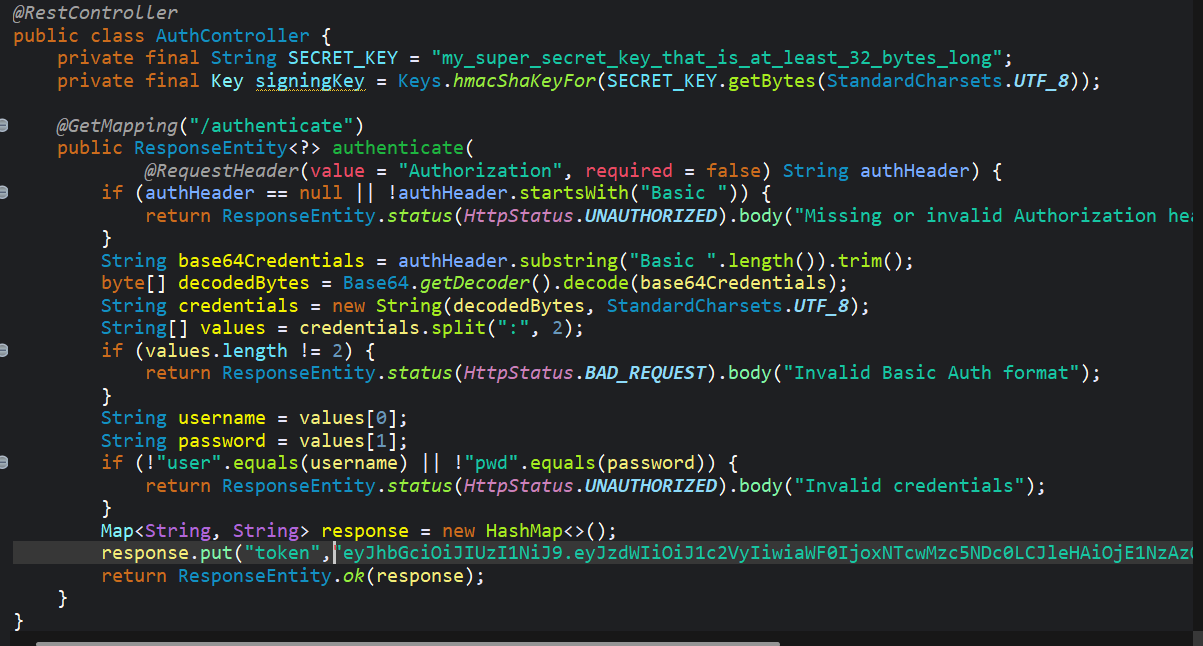 @RestController
public class AuthController {
    private final String SECRET_KEY = "my_super_secret_key_that_is_at_least_32_bytes_long";
    private final Key signingKey = Keys.hmacShaKeyFor(SECRET_KEY.getBytes(StandardCharsets.UTF_8));
    @GetMapping("/authenticate")
    public ResponseEntity<?> authenticate(
            @RequestHeader(value = "Authorization", required = false) String authHeader) {
        if (authHeader == null || !authHeader.startsWith("Basic ")) {
            return ResponseEntity.status(HttpStatus.UNAUTHORIZED).body("Missing or invalid Authorization hea
        }
        String base64Credentials = authHeader.substring("Basic ".length()).trim();
        byte[] decodedBytes = Base64.getDecoder().decode(base64Credentials);
        String credentials = new String(decodedBytes, StandardCharsets.UTF_8);
        String[] values = credentials.split(":", 2);
        if (values.length != 2) {
            return ResponseEntity.status(HttpStatus.BAD_REQUEST).body("Invalid Basic Auth format");
        }
        String username = values[0];
        String password = values[1];
        if (!"user".equals(username) || !"pwd".equals(password)) {
            return ResponseEntity.status(HttpStatus.UNAUTHORIZED).body("Invalid credentials");
        }
        Map<String, String> response = new HashMap<>();
        response.put("token","eyJhbGciOiJIUzI1NiJ9.eyJzdWIiOiJ1c2VyIiwiaWF0IjoxNTcwMzc5NDc0LCJleHAiOjE1NzAzO
        return ResponseEntity.ok(response);
    }
}